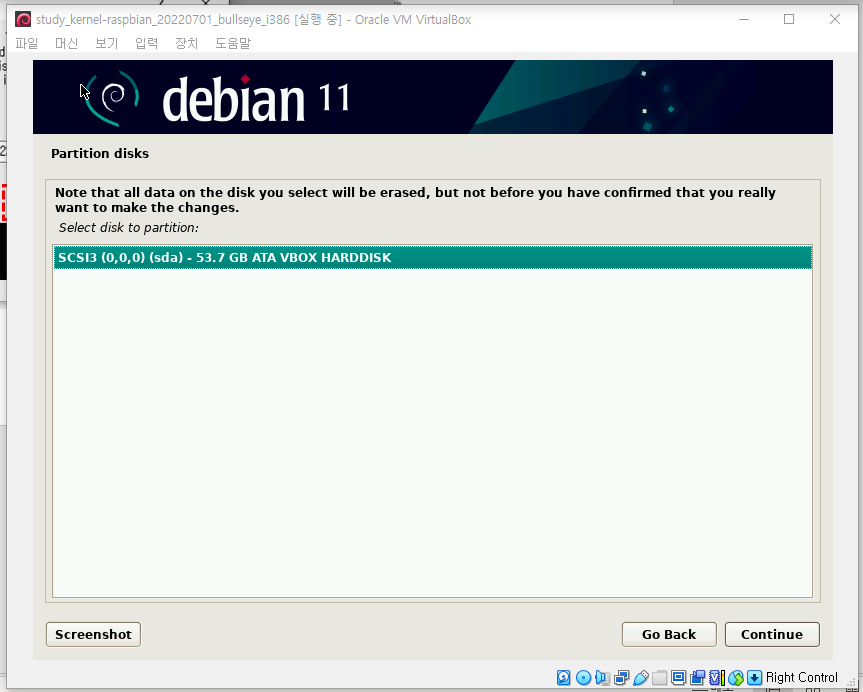 study_kernel-raspbian_20220701_bullseye_i386 [실행 중] - Oracle VM VirtualBox
파일 머신 보기 입력 장치 도움말
debian 11
Partition disks
Note that all data on the disk you select will be erased, but not before you have confirmed that you really
want to make the changes.
Select disk to partition:
SCSI3 (0,0,0) (sda) - 53.7 GB ATA VBOX HARDDISK
Screenshot Go Back Continue
Right Control